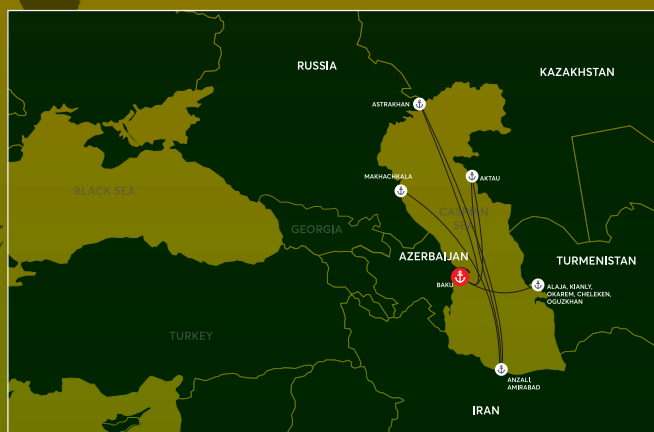 RUSSIA
KAZAKHSTAN
ASTRAKHAN
MAKHACHKALA
AKTAU
BLACK SEA
CASPIAN
SEA
GEORGIA
AZERBAIJAN
TURMENISTAN
BAKU
ALAJA, KIANLY,
OKAREM, CHELEKEN,
OGUZKHAN
TURKEY
ANZALI,
AMIRABAD
IRAN